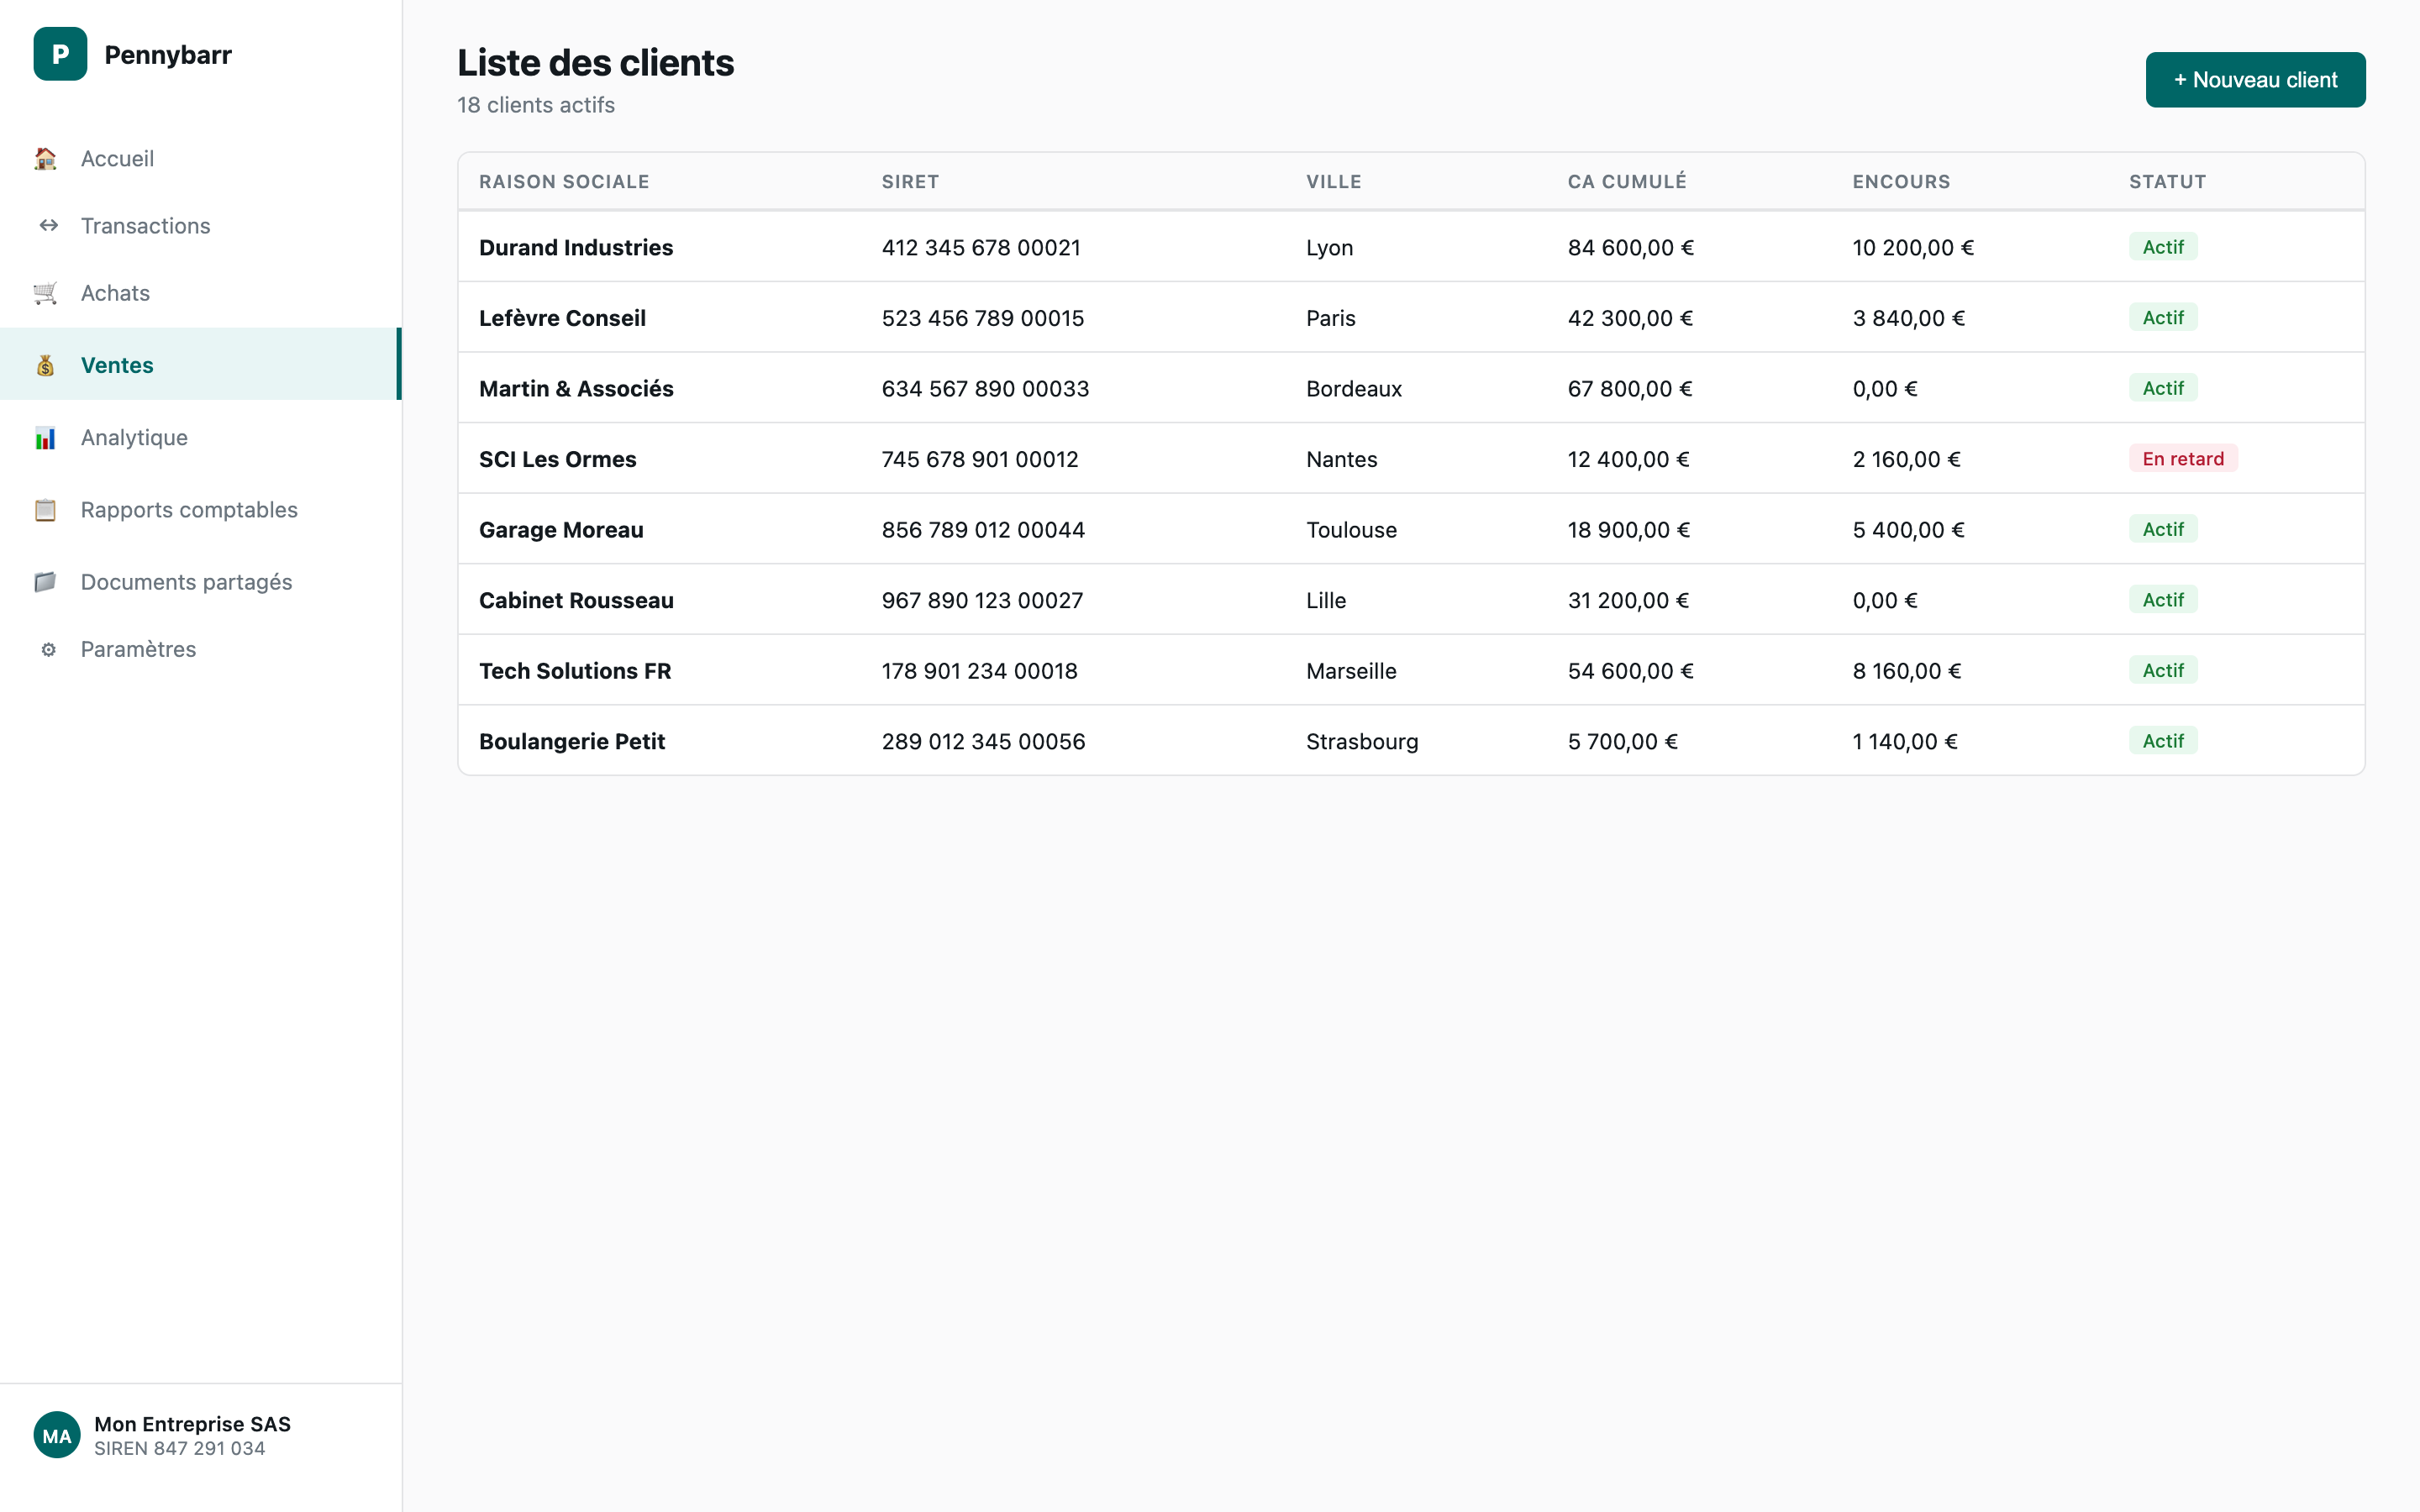 P Pennybarr
Accueil
Transactions
Achats
Ventes
Analytique
Rapports comptables
Documents partagés
Paramètres
MA
Mon Entreprise SAS
SIREN 847 291 034
Liste des clients
18 clients actifs
+ Nouveau client
RAISON SOCIALE SIRET VILLE CA CUMULÉ ENCOURS STATUT
Durand Industries 412 345 678 00021 Lyon 84 600,00 € 10 200,00 € Actif
Lefèvre Conseil 523 456 789 00015 Paris 42 300,00 € 3 840,00 € Actif
Martin & Associés 634 567 890 00033 Bordeaux 67 800,00 € 0,00 € Actif
SCI Les Ormes 745 678 901 00012 Nantes 12 400,00 € 2 160,00 € En retard
Garage Moreau 856 789 012 00044 Toulouse 18 900,00 € 5 400,00 € Actif
Cabinet Rousseau 967 890 123 00027 Lille 31 200,00 € 0,00 € Actif
Tech Solutions FR 178 901 234 00018 Marseille 54 600,00 € 8 160,00 € Actif
Boulangerie Petit 289 012 345 00056 Strasbourg 5 700,00 € 1 140,00 € Actif